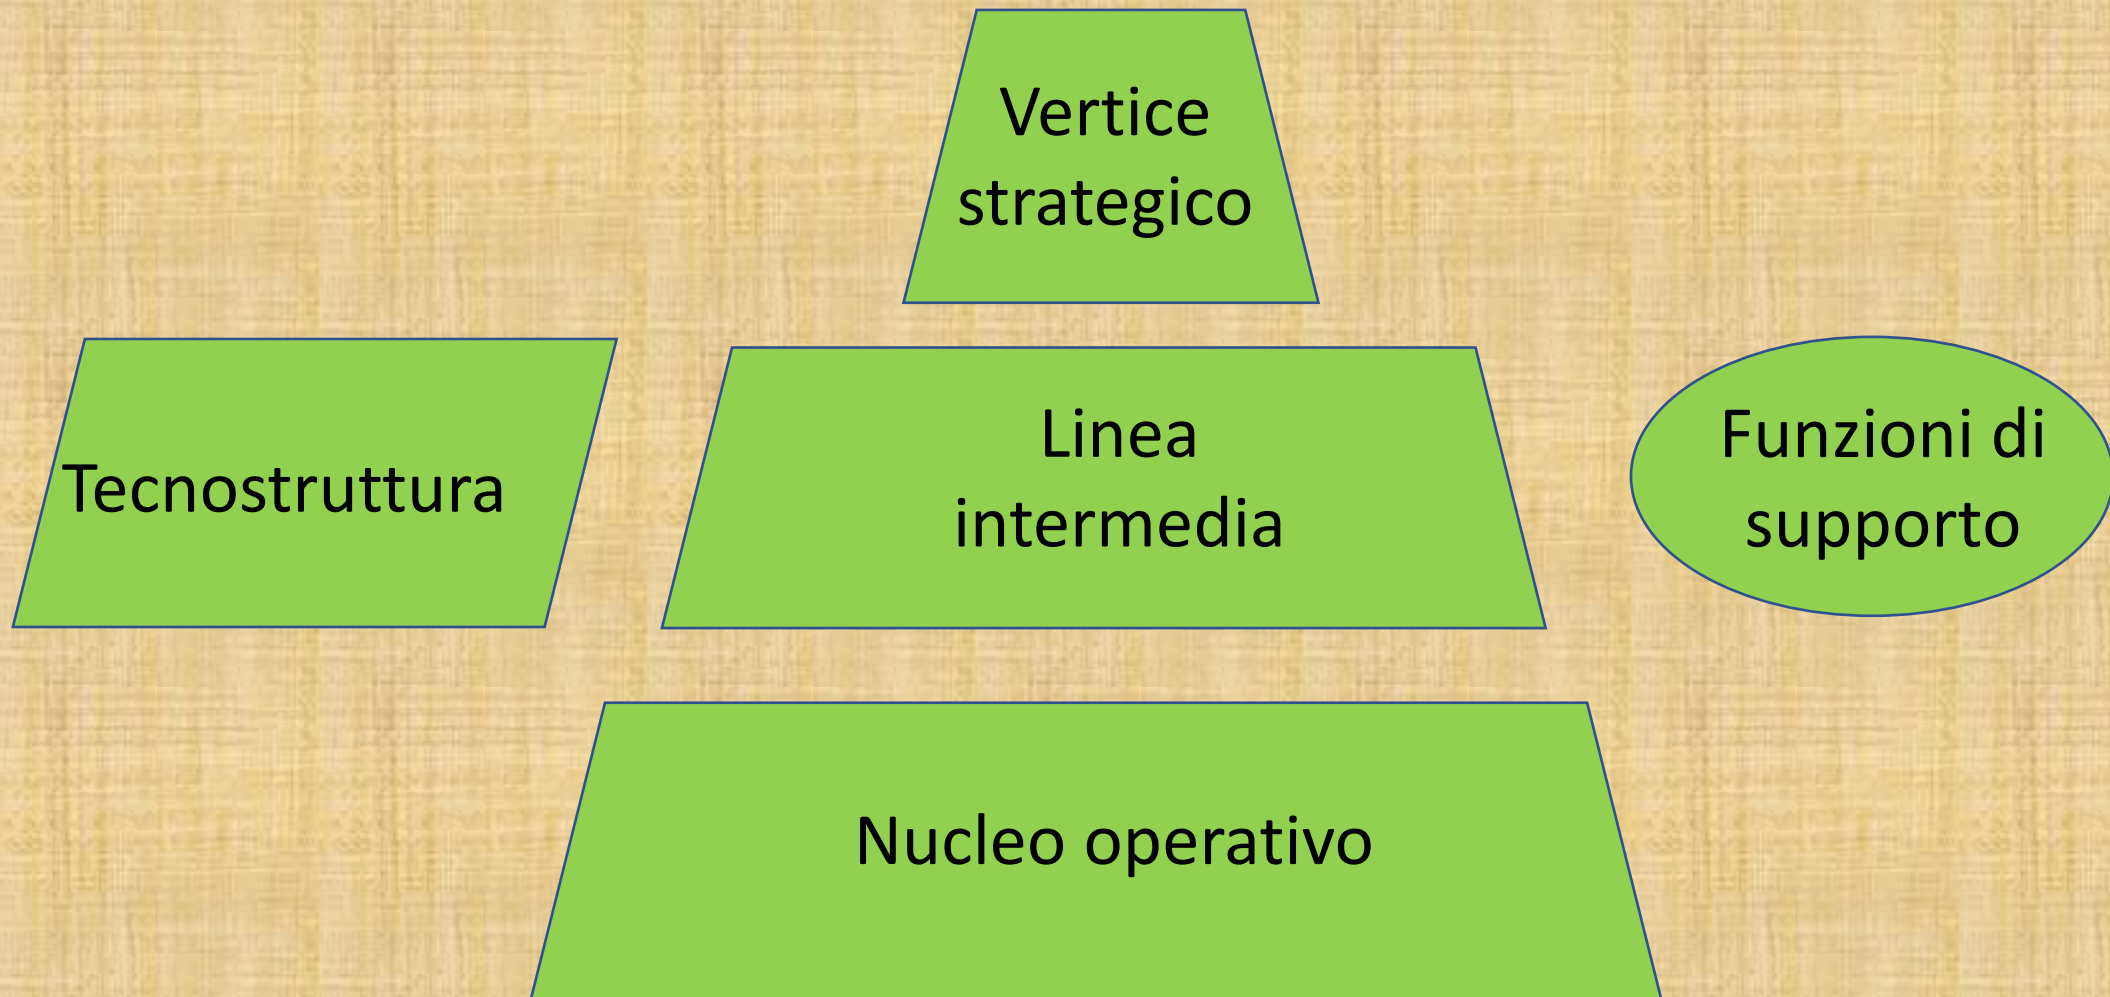 Vertice
strategico
Tecnostruttura
Linea
intermedia
Funzioni di
supporto
Nucleo operativo